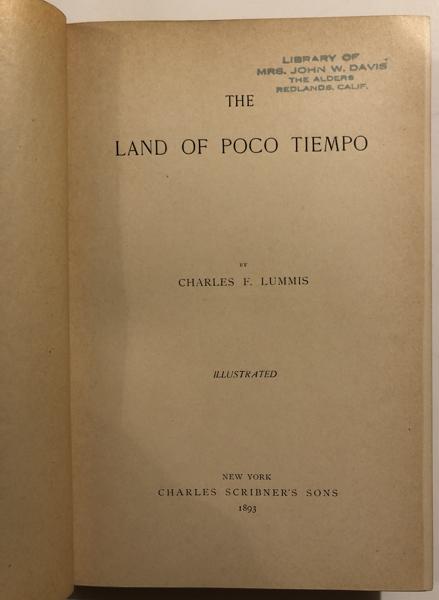 LIBRARY OF
MRS. JOHN W. DAVIS
THE ALDERS
REDLANDS, CALIF.
THE
LAND OF POCO TIEMPO
BY
CHARLES F. LUMMIS
ILLUSTRATED
NEW YORK
CHARLES SCRIBNER'S SONS
1893